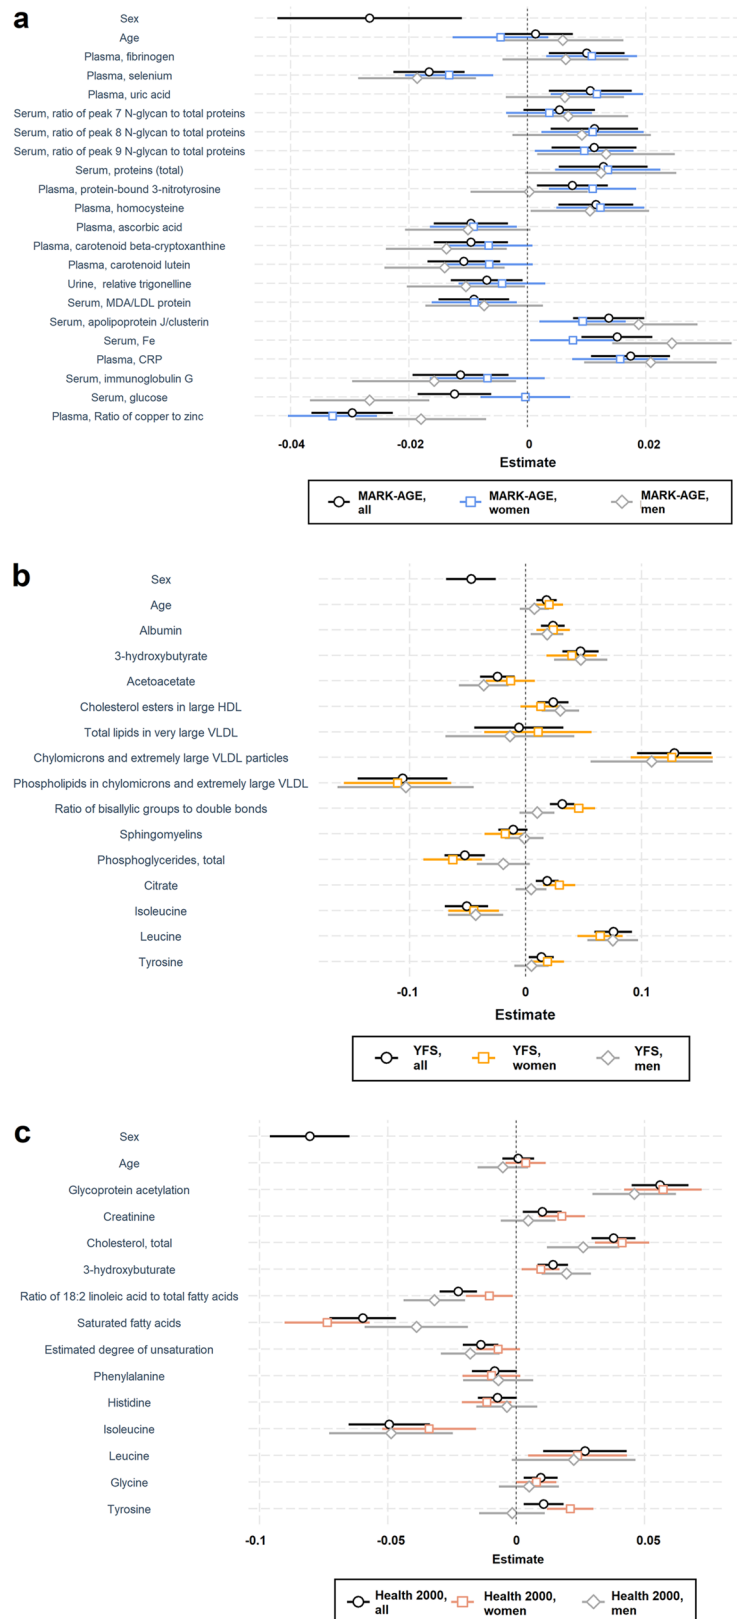 a
Sex
Age
Plasma, fibrinogen
Plasma, selenium
Plasma, uric acid
Serum, ratio of peak 7 N-glycan to total proteins
Serum, ratio of peak 8 N-glycan to total proteins
Serum, ratio of peak 9 N-glycan to total proteins
Serum, proteins (total)
Plasma, protein-bound 3-nitrotyrosine
Plasma, homocysteine
Plasma, ascorbic acid
Plasma, carotenoid beta-cryptoxanthine
Plasma, carotenoid lutein
Urine, relative trigonelline
Serum, MDA/LDL protein
Serum, apolipoprotein J/clusterin
Serum, Fe
Plasma, CRP
Serum, immunoglobulin G
Serum, glucose
Plasma, Ratio of copper to zinc
-0.04 -0.02 0 0.02
Estimate
MARK-AGE, all
MARK-AGE, women
MARK-AGE, men
b
Sex
Age
Albumin
3-hydroxybutyrate
Acetoacetate
Cholesterol esters in large HDL
Total lipids in very large VLDL
Chylomicrons and extremely large VLDL particles
Phospholipids in chylomicrons and extremely large VLDL
Ratio of bisallylic groups to double bonds
Sphingomyelins
Phosphoglycerides, total
Citrate
Isoleucine
Leucine
Tyrosine
-0.1 0 0.1
Estimate
YFS, all
YFS, women
YFS, men
c
Sex
Age
Glycoprotein acetylation
Creatinine
Cholesterol, total
3-hydroxybuturate
Ratio of 18:2 linoleic acid to total fatty acids
Saturated fatty acids
Estimated degree of unsaturation
Phenylalanine
Histidine
Isoleucine
Leucine
Glycine
Tyrosine
-0.1 -0.05 0 0.05
Estimate
Health 2000, all
Health 2000, women
Health 2000, men